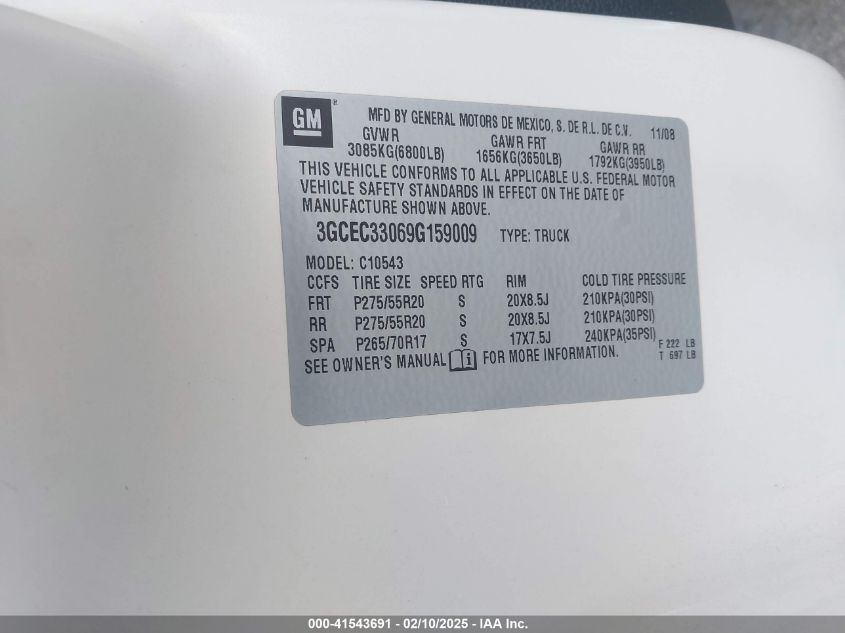 GM ® MFD BY GENERAL MOTORS DE MEXICO, S. DE R.L. DE C.V. 11/08
GVWR GAWR FRT GAWR RR
3085KG(6800LB) 1656KG(3650LB) 1792KG(3950LB)
THIS VEHICLE CONFORMS TO ALL APPLICABLE U.S. FEDERAL MOTOR
VEHICLE SAFETY STANDARDS IN EFFECT ON THE DATE OF
MANUFACTURE SHOWN ABOVE.
3GCEC33069G159009 TYPE: TRUCK
MODEL: C10543
CCFS TIRE SIZE SPEED RTG RIM COLD TIRE PRESSURE
FRT P275/55R20 S 20X8.5J 210KPA(30PSI)
RR P275/55R20 S 20X8.5J 210KPA(30PSI)
SPA P265/70R17 S 17X7.5J 240KPA(35PSI)
SEE OWNER'S MANUAL i FOR MORE INFORMATION.
F 222 LB
T 697 LB
000-41543691 - 02/10/2025 - IAA Inc.